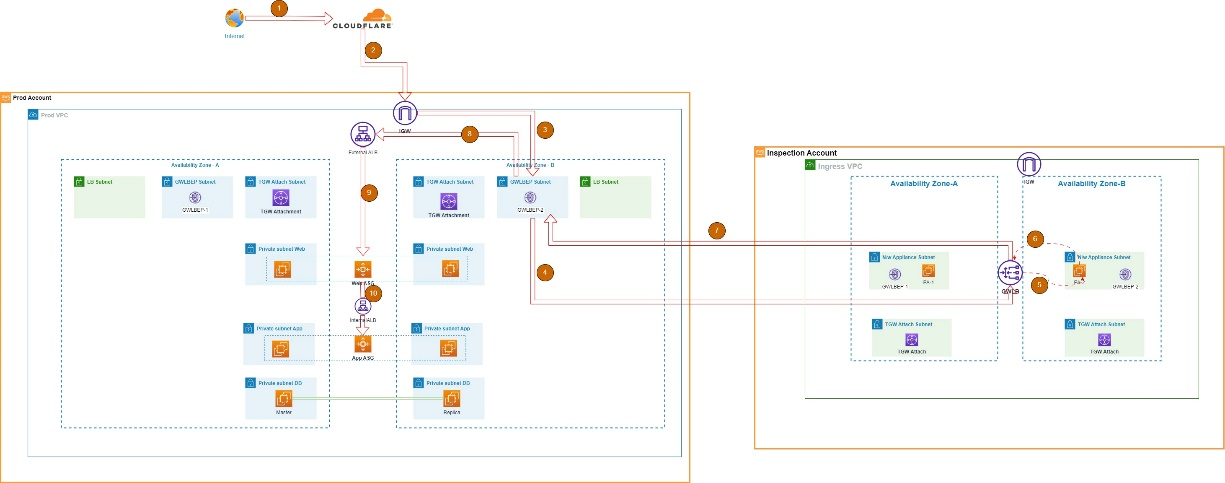 1
CLOUDFLARE
Internet
2
Prod Account
Prod VPC
IGW
3
8
External ALB
Availability Zone - A
Availability Zone - B
LB Subnet
GWLBEP Subnet
TGW Attach Subnet
GWLBEP-1
TGW Attachment
TGW Attach Subnet
GWLBEP Subnet
LB Subnet
TGW Attachment
GWLBEP-2
9
Private subnet Web
Private subnet Web
Web ASG
10
Internal ALB
Private subnet App
Private subnet App
App ASG
Private subnet DB
Private subnet DB
Master
Replica
4
7
Inspection Account
Ingress VPC
IGW
Availability Zone-A
Availability Zone-B
6
Nw Appliance Subnet
Nw Appliance Subnet
GWLBEP-1
PA-1
GWLB
5
GWLBEP-2
TGW Attach Subnet
TGW Attach Subnet
TGW Attach
TGW Attach